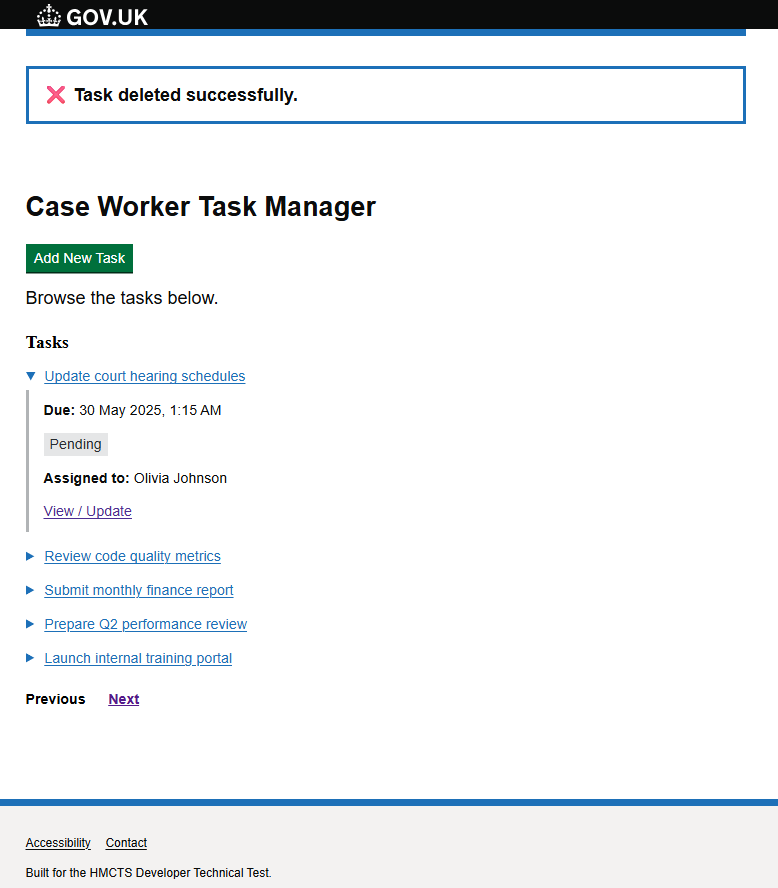 GOV.UK
Task deleted successfully.
Case Worker Task Manager
Add New Task
Browse the tasks below.
Tasks
Update court hearing schedules
Due: 30 May 2025, 1:15 AM
Pending
Assigned to: Olivia Johnson
View / Update
Review code quality metrics
Submit monthly finance report
Prepare Q2 performance review
Launch internal training portal
Previous Next
Accessibility Contact
Built for the HMCTS Developer Technical Test.